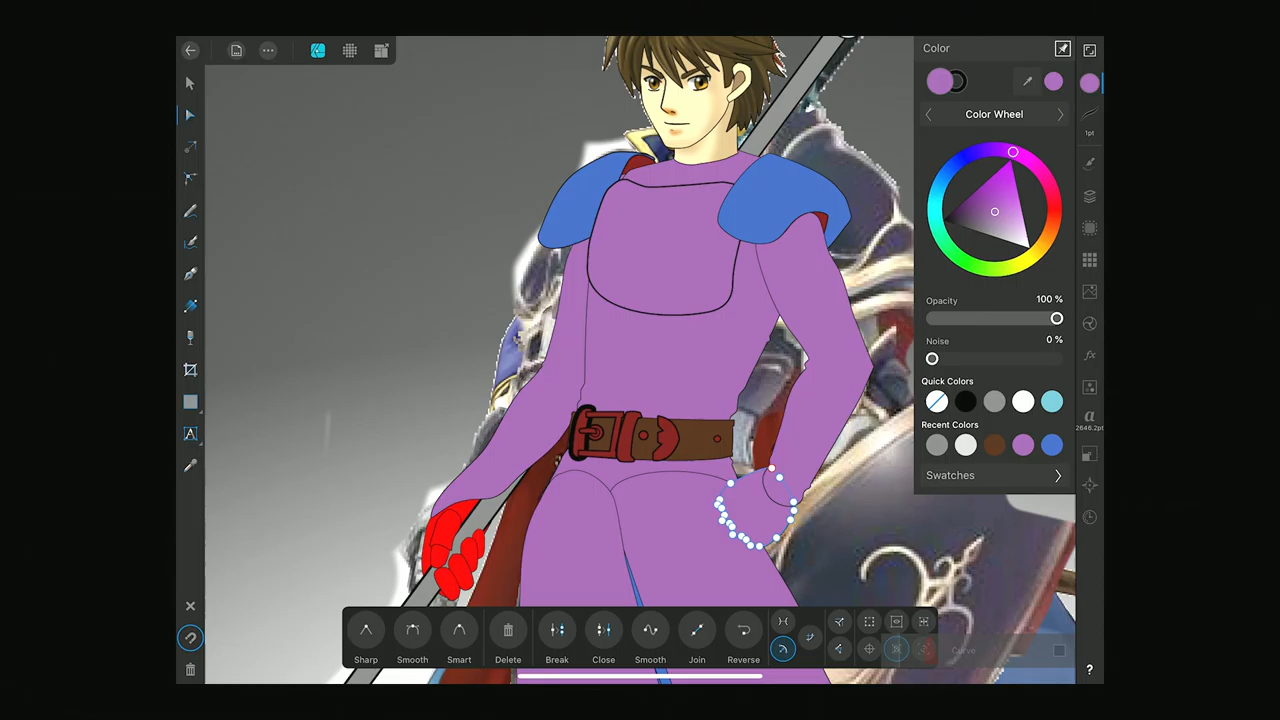 Color
Color Wheel
1pt
Opacity
100 %
Noise
0 %
Quick Colors
Recent Colors
a
2646.2pt
Swatches
fx
A
Sharp
Smooth
Smart
Delete
Break
Close
Smooth
Join
Reverse
Curve
?